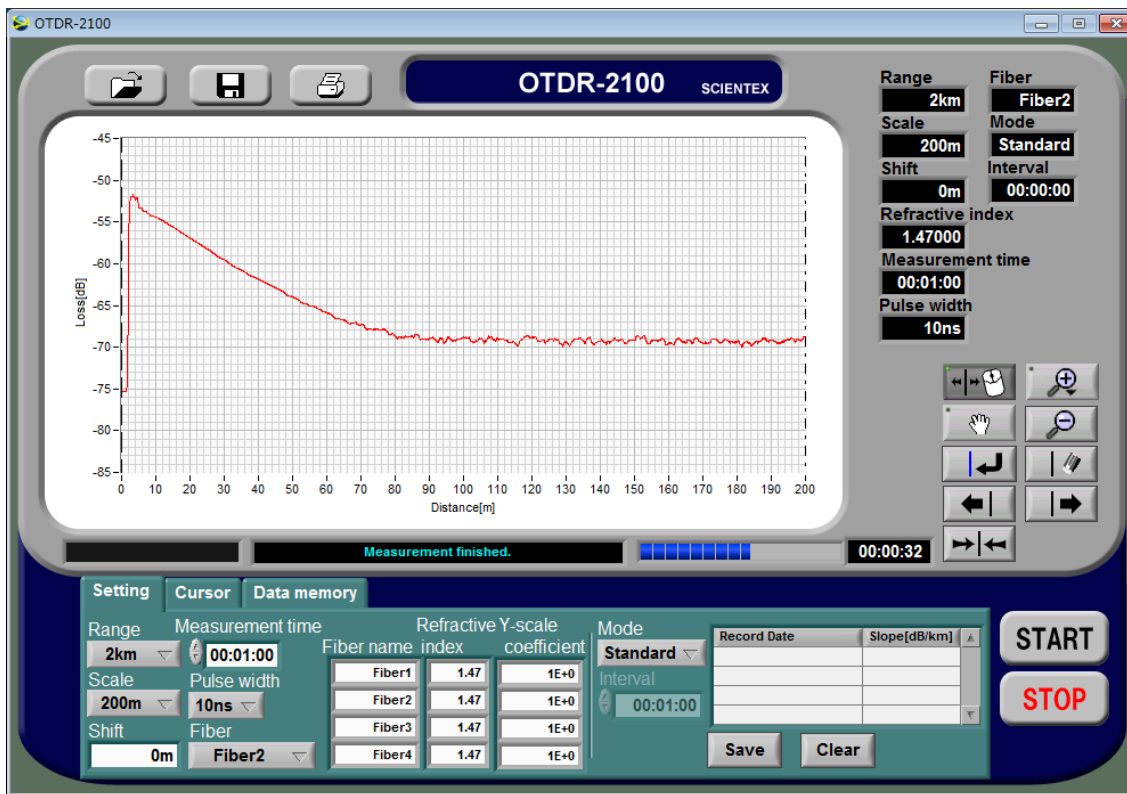 OTDR-2100
OTDR-2100 SCIENTEX
Range Fiber
2km Fiber2
Scale Mode
200m Standard
Shift Interval
0m 00:00:00
Refractive index
1.47000
Measurement time
00:01:00
Pulse width
10ns
-45
-50
-55
-60
-65
-70
-75
-80
-85
Loss[dB]
0 10 20 30 40 50 60 70 80 90 100 110 120 130 140 150 160 170 180 190 200
Distance[m]
Measurement finished.
00:00:32
Setting Cursor Data memory
Range Measurement time
2km 00:01:00
Scale Pulse width
200m 10ns
Shift Fiber
0m Fiber2
Refractive Y-scale
Fiber name index coefficient
Fiber1 1.47 1E+0
Fiber2 1.47 1E+0
Fiber3 1.47 1E+0
Fiber4 1.47 1E+0
Mode
Standard
Interval
00:01:00
Record Date Slope[dB/km]
Save Clear
START
STOP